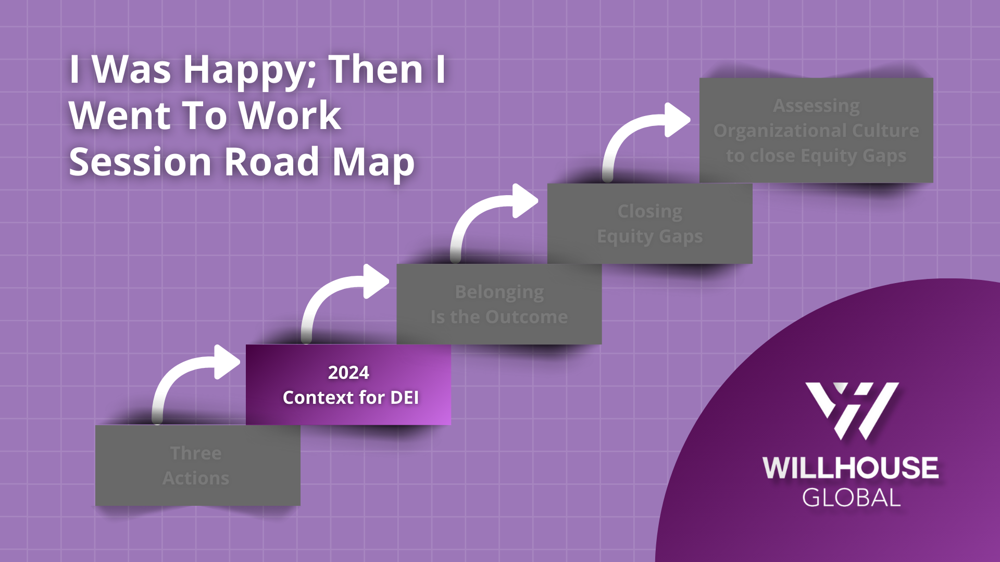 I Was Happy; Then I
Went To Work
Session Road Map
Assessing
Organizational Culture
to close Equity Gaps
Closing
Equity Gaps
Belonging
Is the Outcome
2024
Context for DEI
Three
Actions
WILLHOUSE
GLOBAL